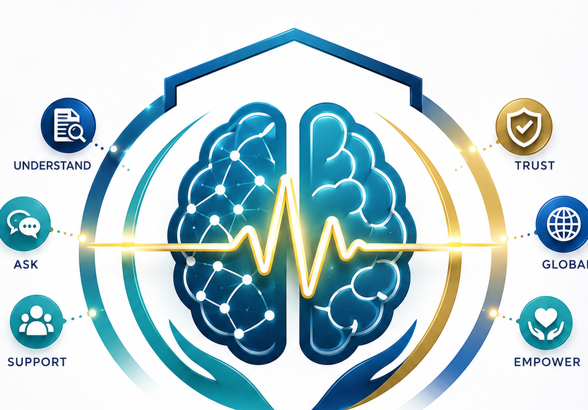 UNDERSTAND
TRUST
ASK
GLOBAL
SUPPORT
EMPOWER